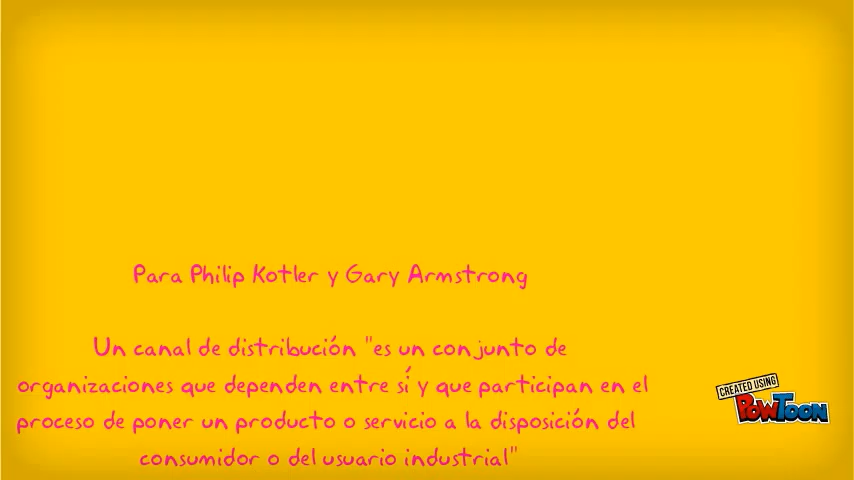 Para Philip Kotler y Gary Armstrong
Un canal de distribución "es un conjunto de
organizaciones que dependen entre sí y que participan en el
proceso de poner un producto o servicio a la disposición del
consumidor o del usuario industrial"
CREATED USING
POWTOON